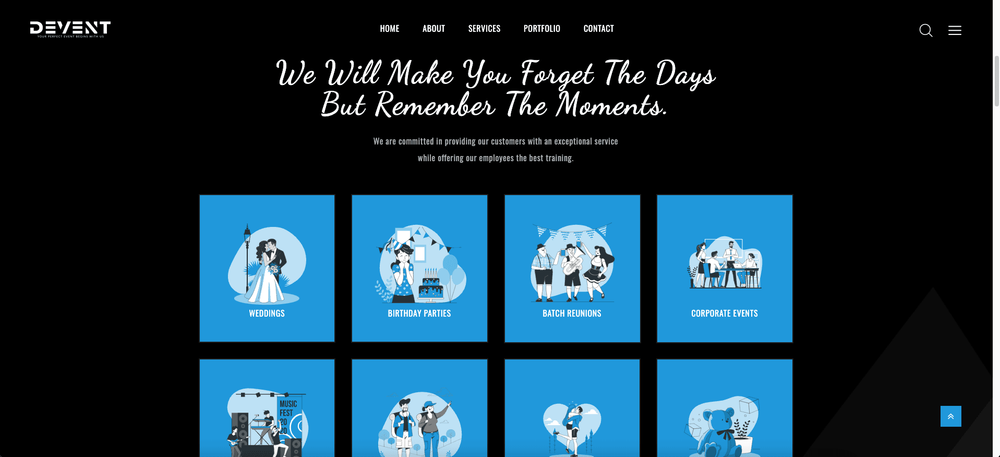 DEVENT
YOUR PERFECT EVENT BEGINS WITH US
HOME
ABOUT
SERVICES
PORTFOLIO
CONTACT
We Will Make You Forget The Days
But Remember The Moments.
We are committed in providing our customers with an exceptional service
while offering our employees the best training.
WEDDINGS
BIRTHDAY PARTIES
BATCH REUNIONS
CORPORATE EVENTS
MUSIC
FEST